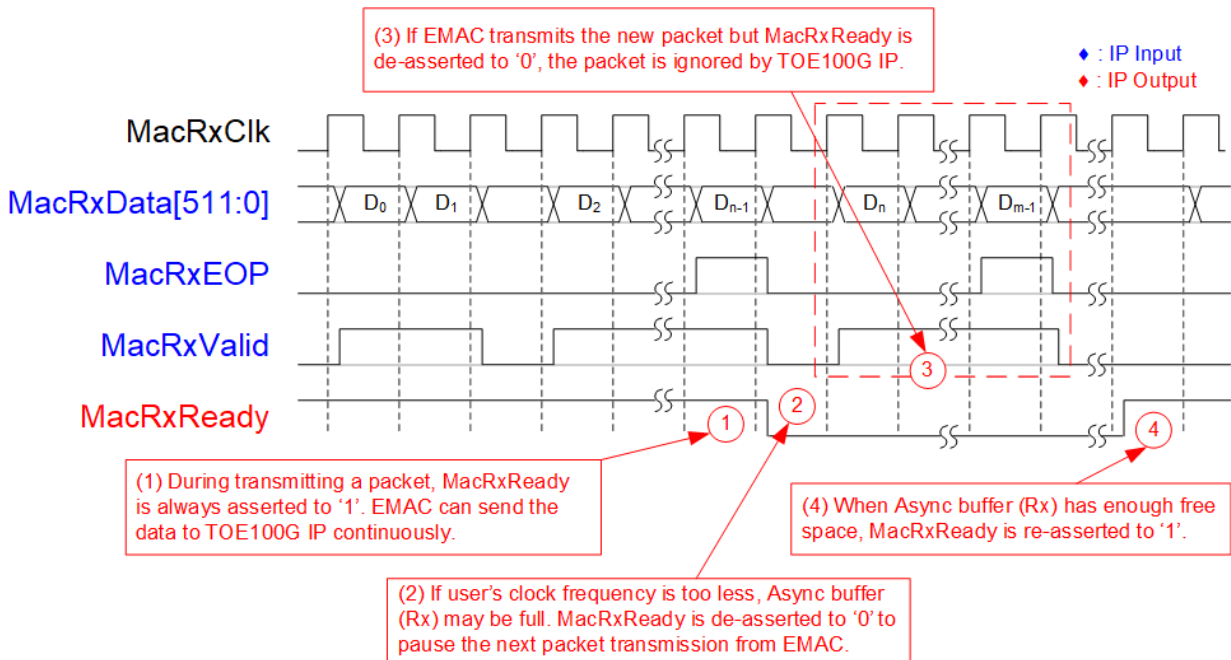 (3) If EMAC transmits the new packet but MacRxReady is
de-asserted to ‘0’, the packet is ignored by TOE100G IP.
♦ : IP Input
♦ : IP Output
MacRxClk
MacRxData[511:0]
D0 D1 D2 Dn-1 Dn Dm-1
MacRxEOP
MacRxValid
3
MacRxReady
1 2 4
(1) During transmitting a packet, MacRxReady
is always asserted to ‘1’. EMAC can send the
data to TOE100G IP continuously.
(4) When Async buffer (Rx) has enough free
space, MacRxReady is re-asserted to ‘1’.
(2) If user’s clock frequency is too less, Async buffer
(Rx) may be full. MacRxReady is de-asserted to ‘0’ to
pause the next packet transmission from EMAC.